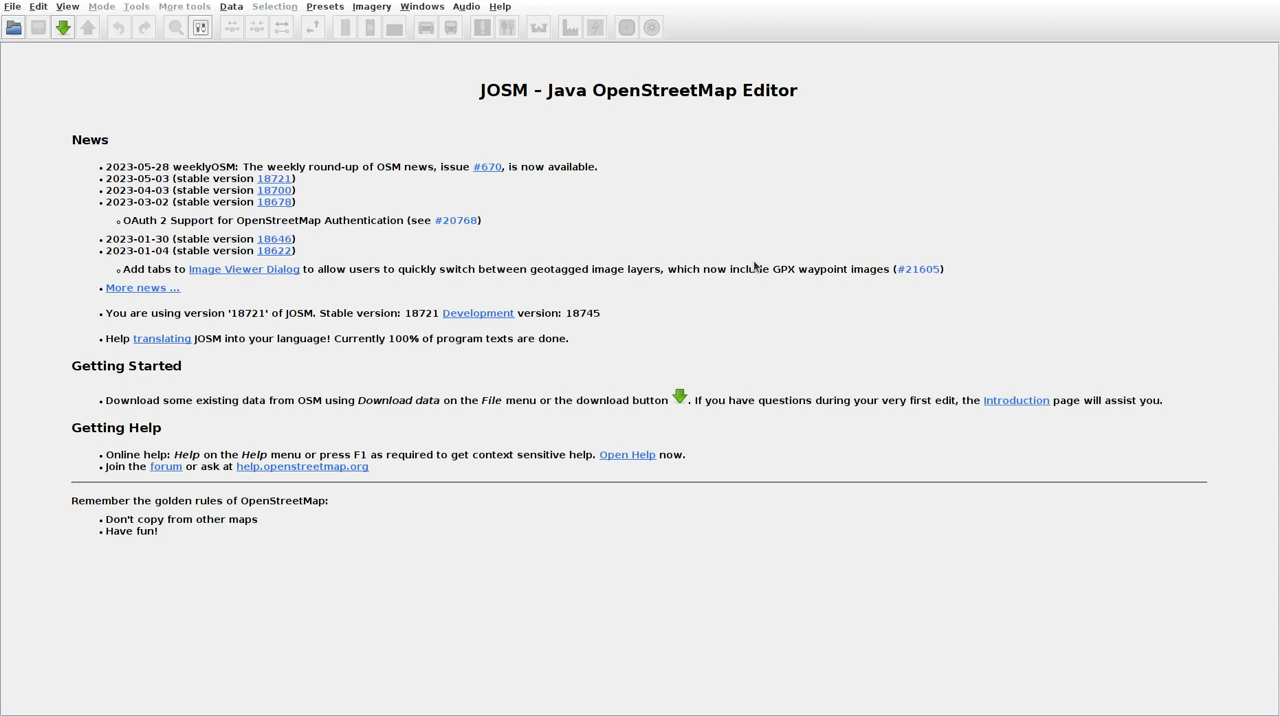 File Edit View Mode Tools More tools Data Selection Presets Imagery Windows Audio Help
JOSM – Java OpenStreetMap Editor
News
2023-05-28 weeklyOSM: The weekly round-up of OSM news, issue #670, is now available.
2023-05-03 (stable version 18721)
2023-04-03 (stable version 18700)
2023-03-02 (stable version 18678)
OAuth 2 Support for OpenStreetMap Authentication (see #20768)
2023-01-30 (stable version 18646)
2023-01-04 (stable version 18622)
Add tabs to Image Viewer Dialog to allow users to quickly switch between geotagged image layers, which now include GPX waypoint images (#21605)
More news ...
You are using version '18721' of JOSM. Stable version: 18721 Development version: 18745
Help translating JOSM into your language! Currently 100% of program texts are done.
Getting Started
Download some existing data from OSM using Download data on the File menu or the download button . If you have questions during your very first edit, the Introduction page will assist you.
Getting Help
Online help: Help on the Help menu or press F1 as required to get context sensitive help. Open Help now.
Join the forum or ask at help.openstreetmap.org
Remember the golden rules of OpenStreetMap:
Don't copy from other maps
Have fun!